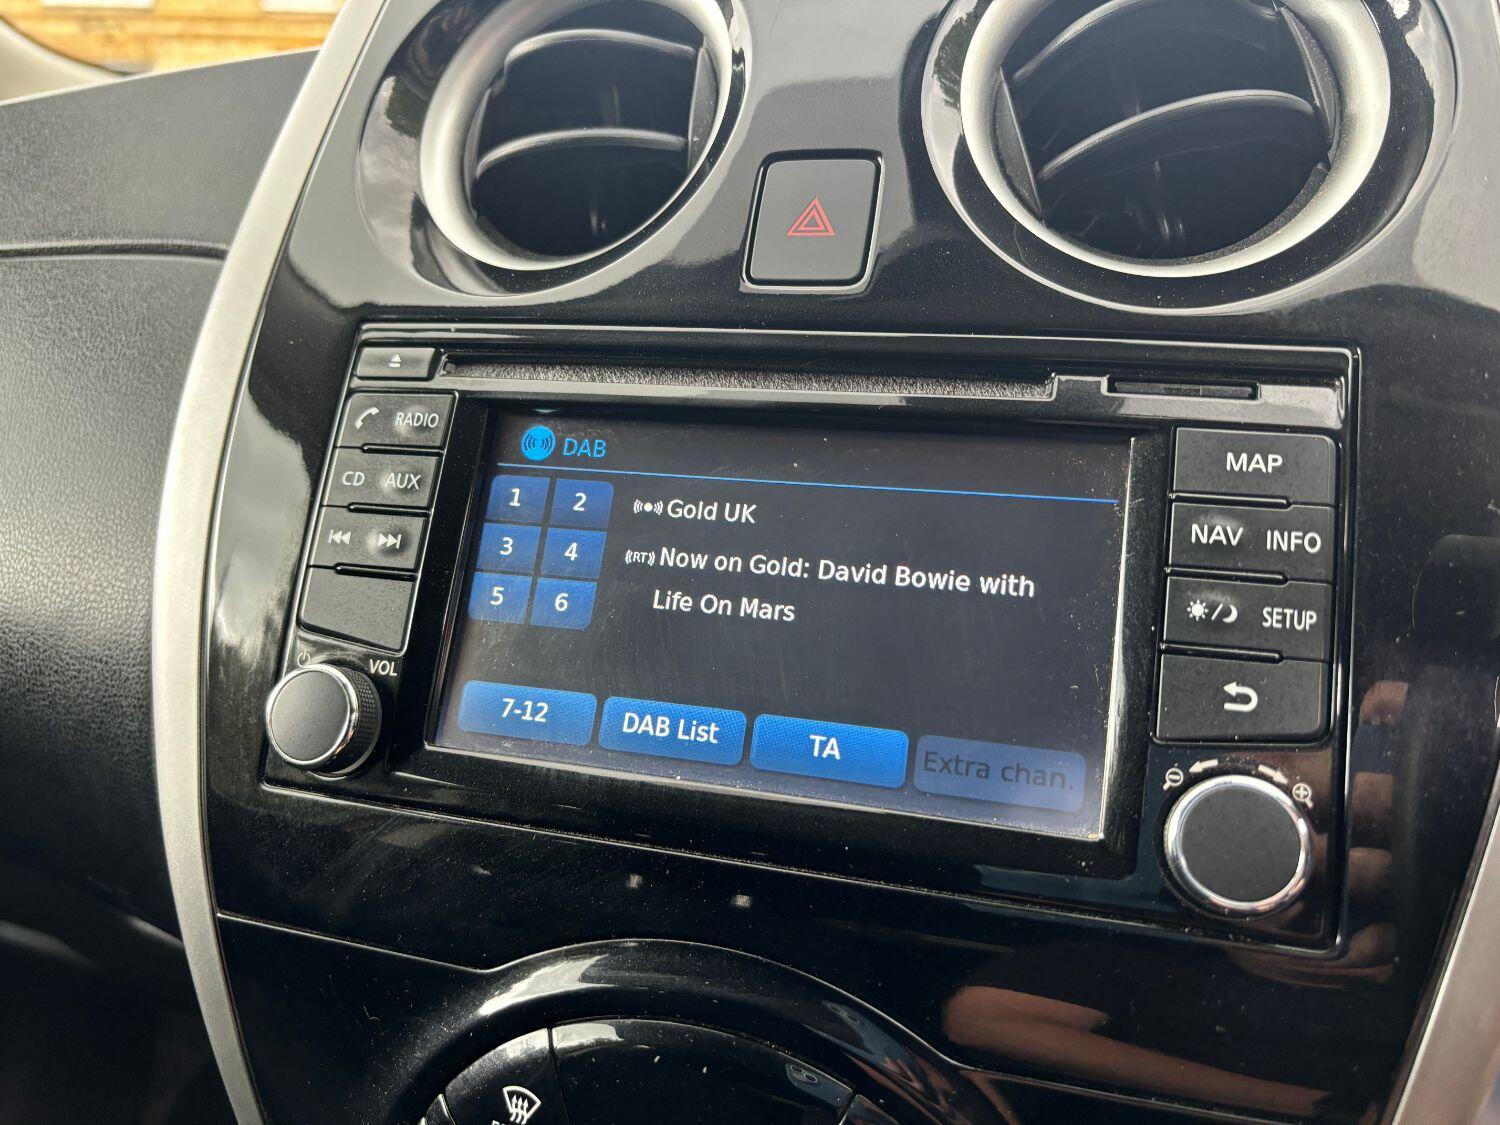 RADIO
CD AUX
VOL
DAB
1 2
3 4
5 6
Gold UK
RT Now on Gold: David Bowie with
Life On Mars
7-12 DAB List TA Extra chan.
MAP
NAV INFO
SETUP